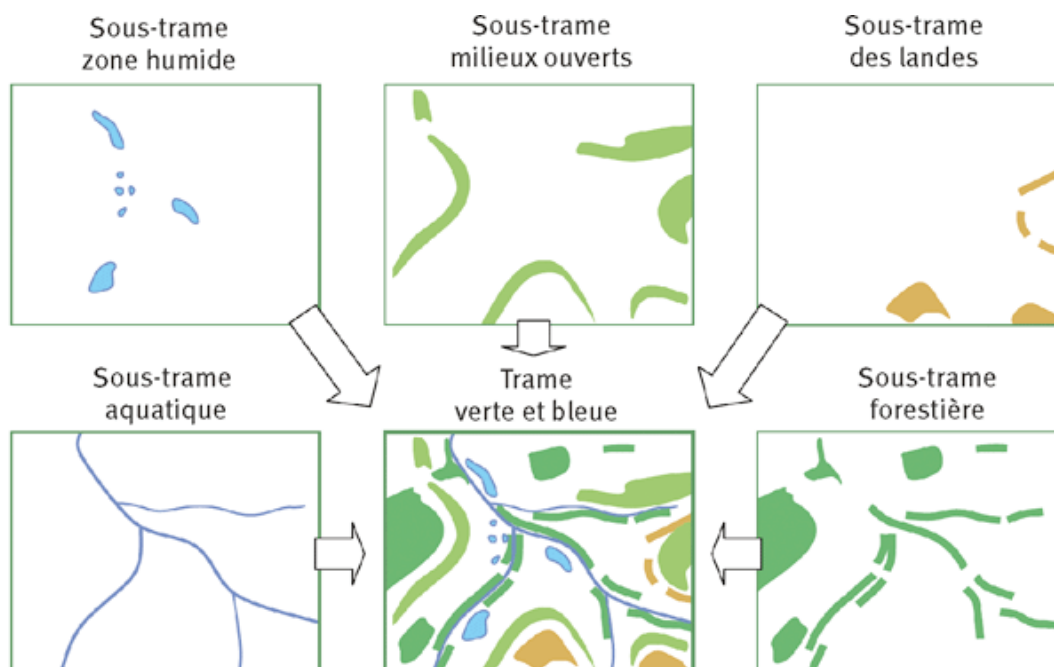 Sous-trame
zone humide
Sous-trame
milieux ouverts
Sous-trame
des landes
Sous-trame
aquatique
Trame
verte et bleue
Sous-trame
forestière